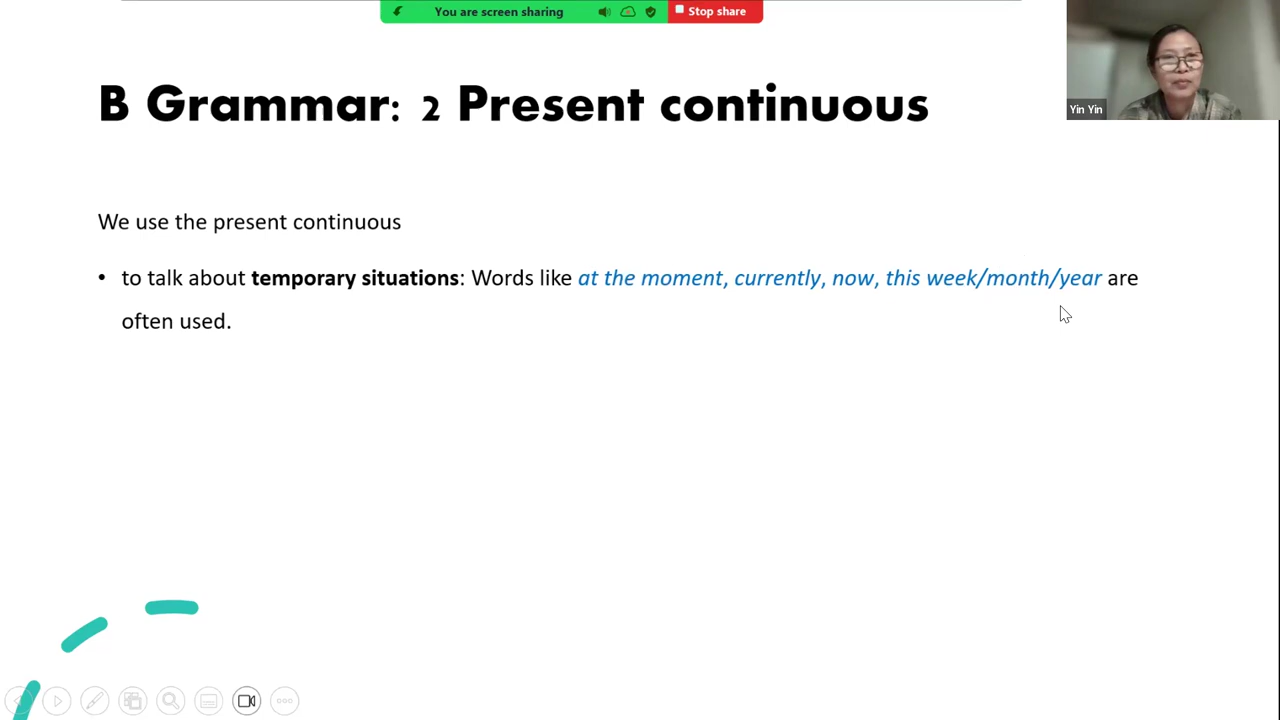 You are screen sharing
Stop share
Yin Yin
B Grammar: 2 Present continuous
We use the present continuous
• to talk about temporary situations: Words like at the moment, currently, now, this week/month/year are
often used.